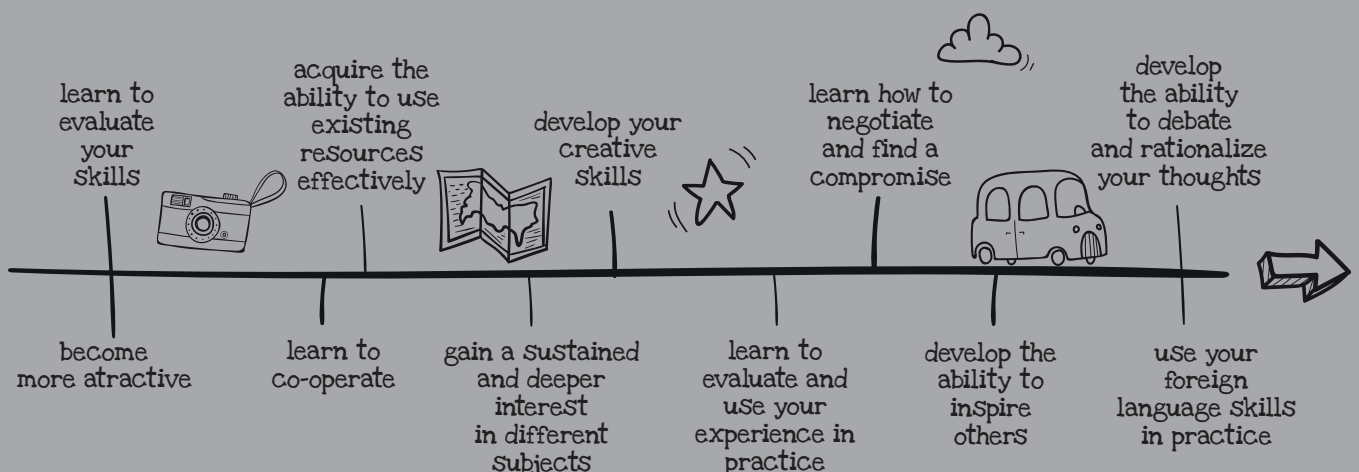 learn to
evaluate
your
skills
acquire the
ability to use
existing
resources
effectively
develop your
creative
skills
learn how to
negotiate
and find a
compromise
develop
the ability
to debate
and rationalize
your thoughts
become
more atractive
learn to
co-operate
gain a sustained
and deeper
interest
in different
subjects
learn to
evaluate and
use your
experience in
practice
develop the
ability to
inspire
others
use your
foreign
language skills
in practice